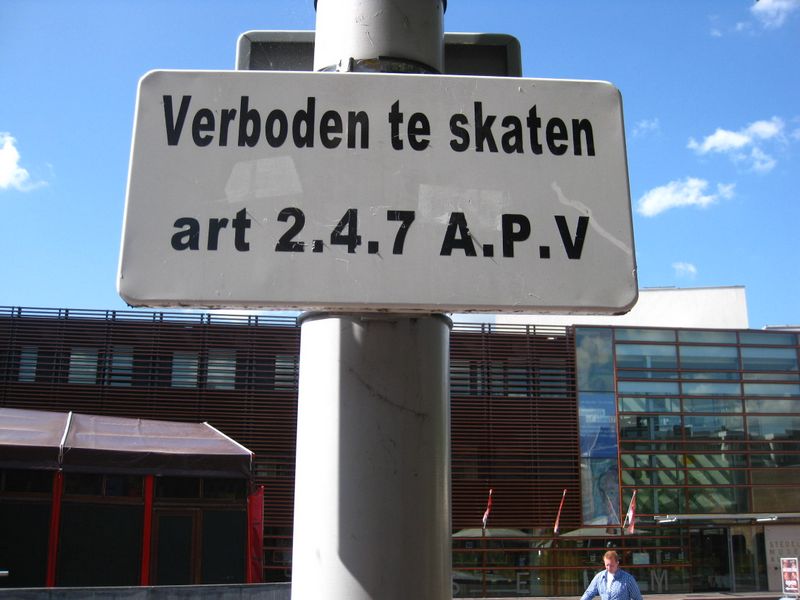 Verboden te skaten
art 2.4.7 A.P.V